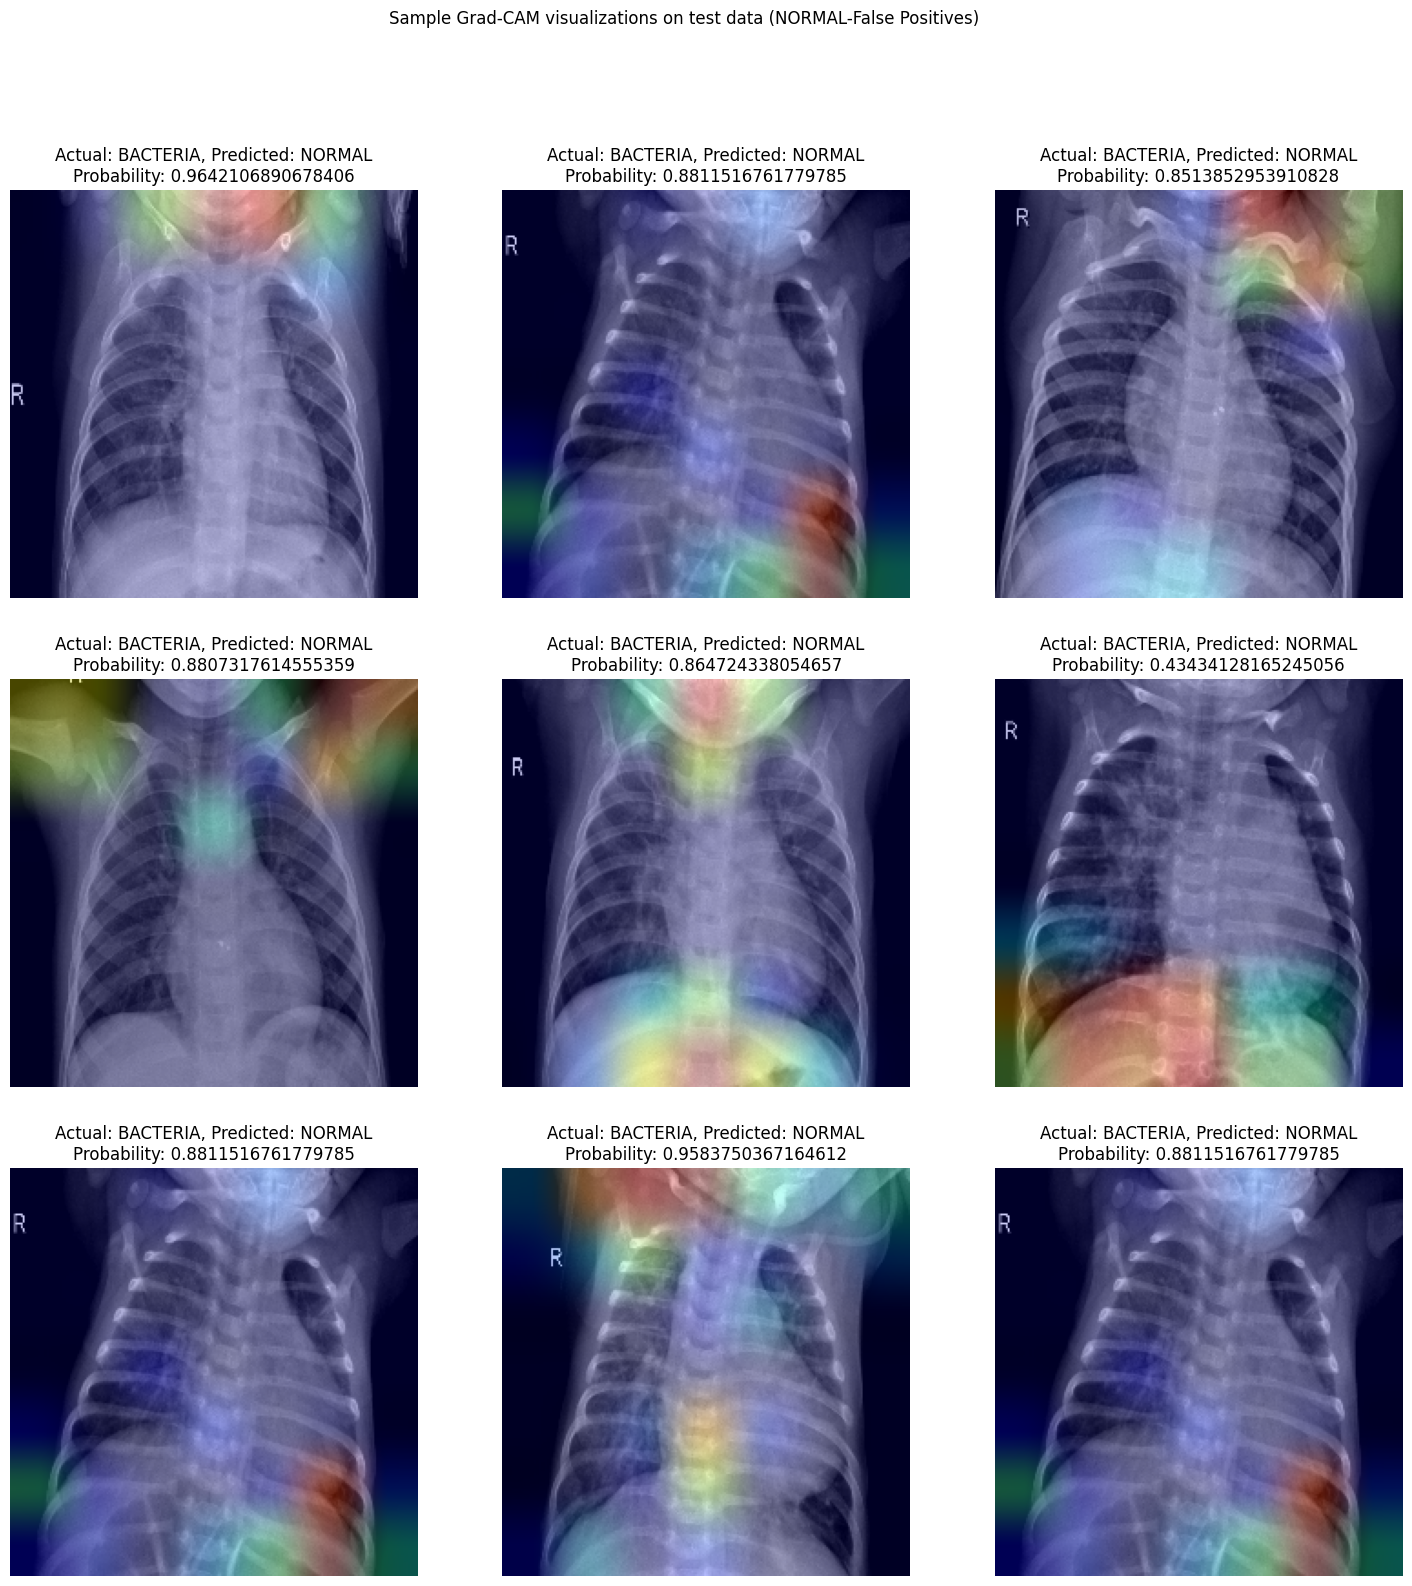 Sample Grad-CAM visualizations on test data (NORMAL-False Positives)
Actual: BACTERIA, Predicted: NORMAL
Probability: 0.9642106890678406
Actual: BACTERIA, Predicted: NORMAL
Probability: 0.8811516761779785
Actual: BACTERIA, Predicted: NORMAL
Probability: 0.8513852953910828
R
R
R
Actual: BACTERIA, Predicted: NORMAL
Probability: 0.8807317614555359
Actual: BACTERIA, Predicted: NORMAL
Probability: 0.864724338054657
Actual: BACTERIA, Predicted: NORMAL
Probability: 0.43434128165245056
R
R
Actual: BACTERIA, Predicted: NORMAL
Probability: 0.8811516761779785
Actual: BACTERIA, Predicted: NORMAL
Probability: 0.9583750367164612
Actual: BACTERIA, Predicted: NORMAL
Probability: 0.8811516761779785
R
R
R